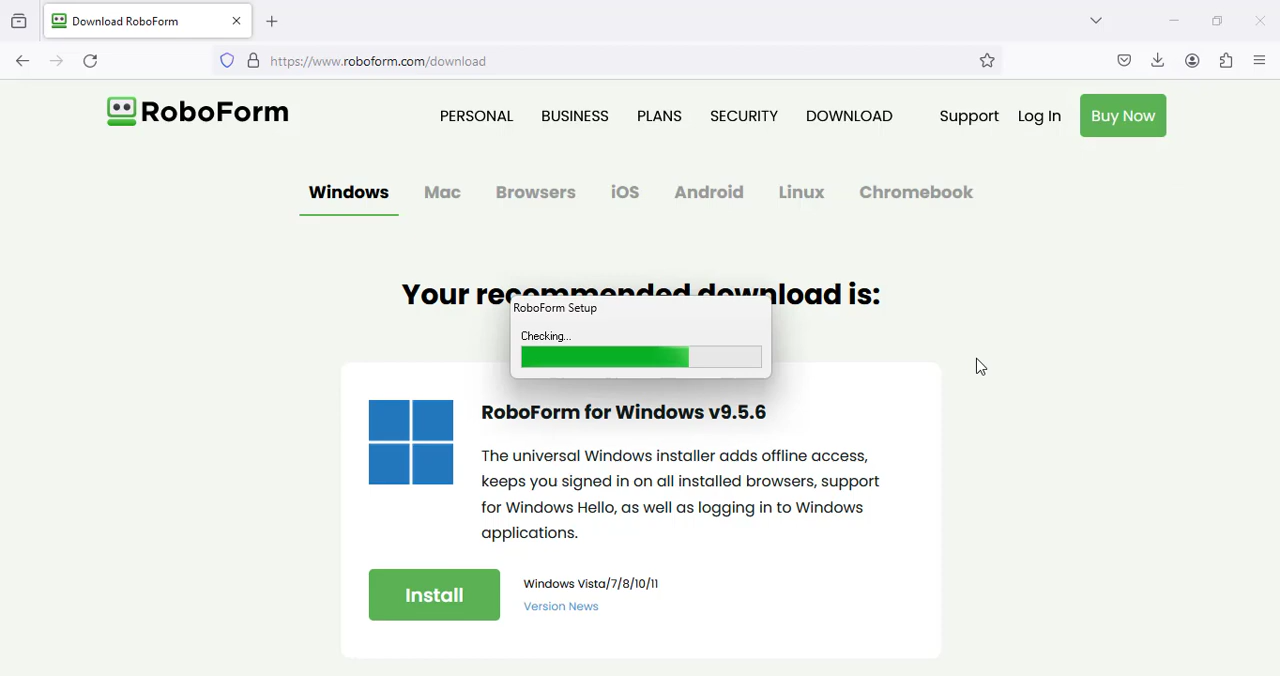 Download RoboForm
https://www.roboform.com/download
RoboForm
PERSONAL BUSINESS PLANS SECURITY DOWNLOAD Support Log In Buy Now
Windows Mac Browsers iOS Android Linux Chromebook
Your recommended download is:
RoboForm Setup
Checking...
RoboForm for Windows v9.5.6
The universal Windows installer adds offline access,
keeps you signed in on all installed browsers, support
for Windows Hello, as well as logging in to Windows
applications.
Install
Windows Vista/7/8/10/11
Version News